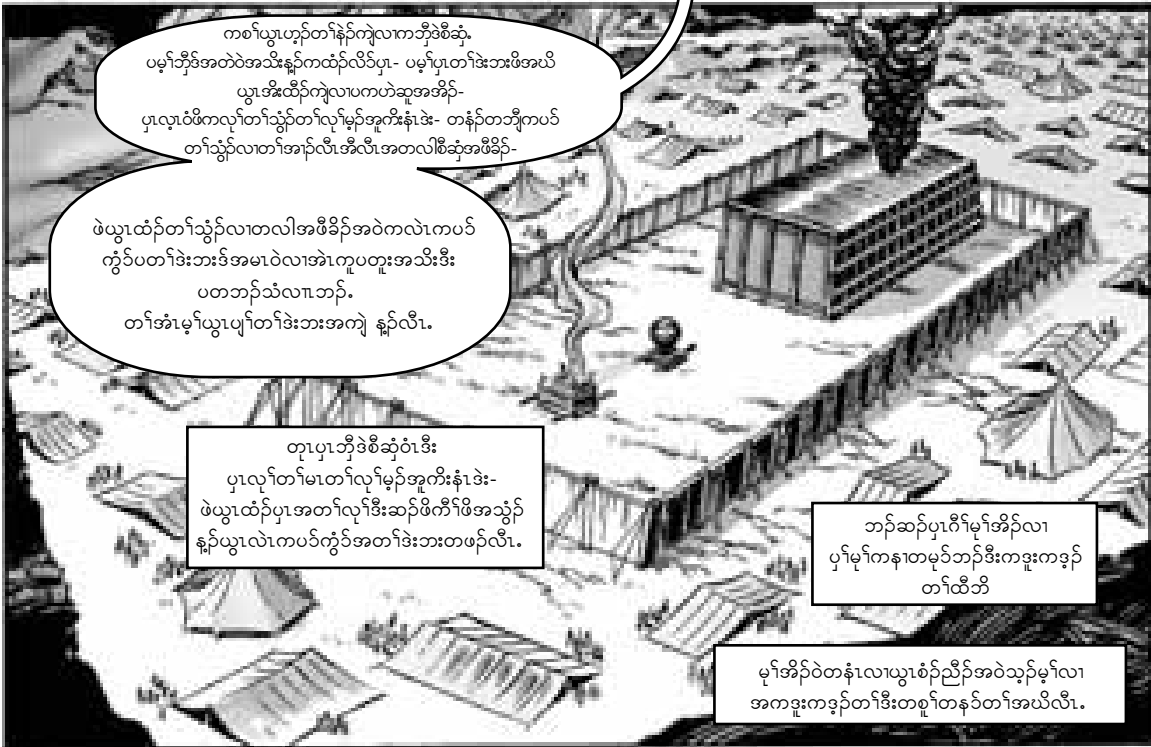 ကစၢ်ယွၤဟ့ၣ်တၢ်နဲၣ်ကျဲလၢကဘှီဒဲစီဆှံ.
ပမ့ၢ်ဘှီဒ်အတဲဝဲအသိးန့ၣ်ကထံၣ်လိာ်ပှၤ- ပမ့ၢ်ပှၤတၢ်ဒဲးဘးဖိအဃိ
ယွၤအိးထီၣ်ကျဲလၢပကဟဲဆူအအိၣ်-
ပှၤလ့ၤဝံဖိကလုၢ်တၢ်သွံၣ်တၢ်လုၢ်မ့ၣ်အူကိးနံၤဒဲး- တနံၣ်တဘျီကပာ်
တၢ်သွံၣ်လၢတၢ်အၢၣ်လီၤအီလီၤအတလါစီဆှံအဖီခိၣ်-
ဖဲယွၤထံၣ်တၢ်သွံၣ်လၢတလါအဖီခိၣ်အဝဲကလဲၤကပာ်
ကွံာ်ပတၢ်ဒဲးဘးဒ်အမၤဝဲလၢအဲၤကူပတူးအသိးဒီး
ပတဘၣ်သံလၢၤဘၣ်.
တၢ်အံၤမ့ၢ်ယွၤပျၢ်တၢ်ဒဲးဘးအကျဲ န့ၣ်လီၤ.
တုၤပှၤဘှီဒဲစီဆှံဝံၤဒီး
ပှၤလုၢ်တၢ်မၤတၢ်လုၢ်မ့ၣ်အူကိးနံၤဒဲး-
ဖဲယွၤထံၣ်ပှၤအတၢ်လုၢ်ဒီးဆၣ်ဖိကီၢ်ဖိအသွံၣ်
န့ၣ်ယွၤလဲၤကပာ်ကွံာ်အတၢ်ဒဲးဘးတဖၣ်လီၤ.
ဘၣ်ဆၣ်ပှၤဂီၢ်မုၢ်အိၣ်လၢ
ပှၢ်မုၢ်ကနၢတမုာ်ဘၣ်ဒီးကဒူးကဒ့ၣ်
တၢ်ထီဘိ
မုၢ်အိၣ်ဝဲတနံၤလၢယွၤစံၣ်ညီၣ်အဝဲသ့ၣ်မ့ၢ်လၢ
အကဒူးကဒ့ၣ်တၢ်ဒီးတစူၢ်တနာ်တၢ်အဃိလီၤ.